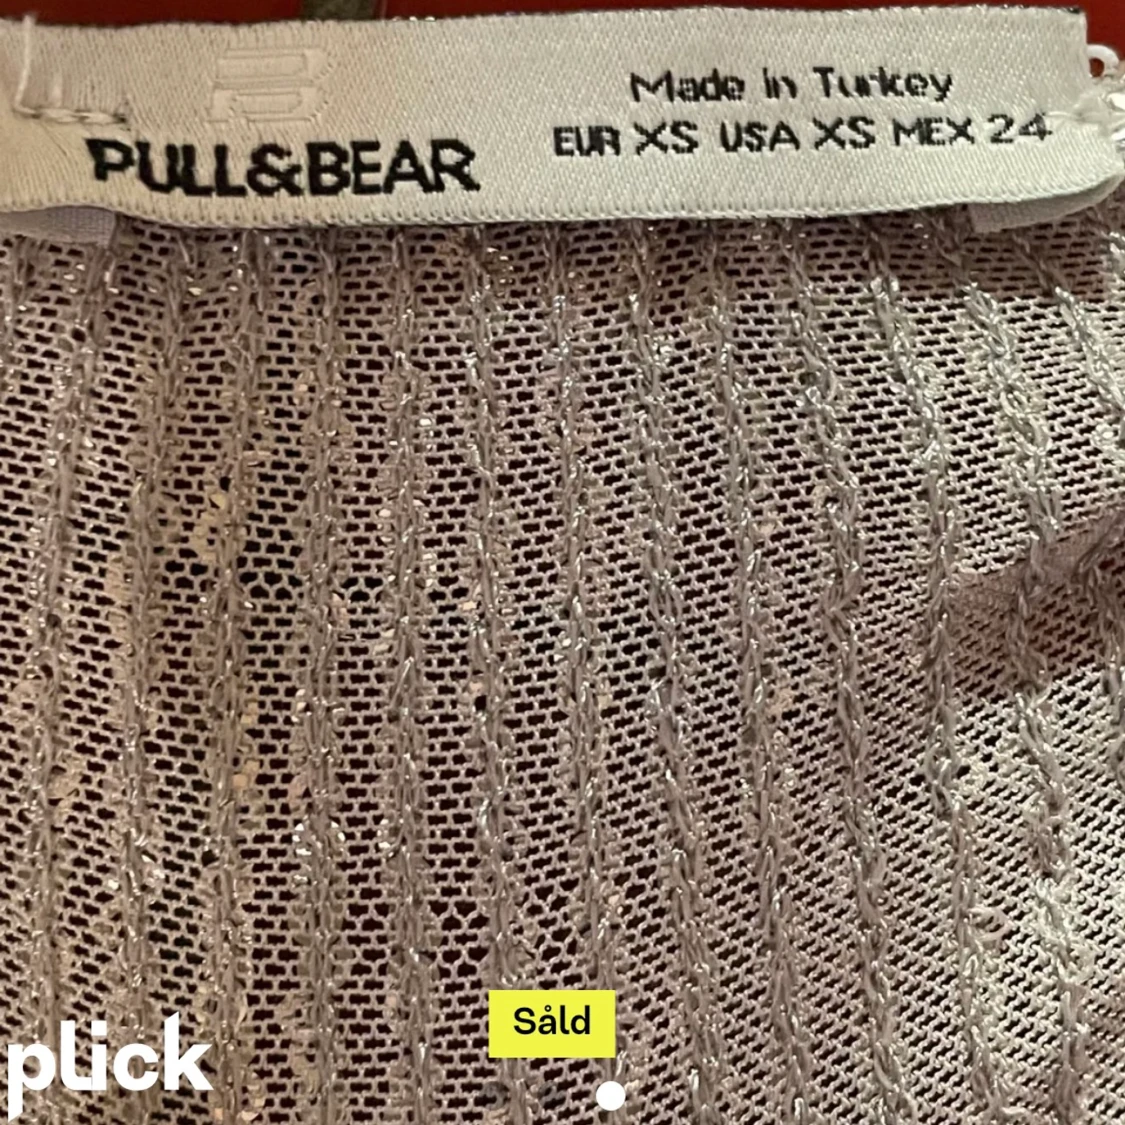 Made in Turkey
PULL&BEAR
EUR XS USA XS MEX 24
Såld
plick